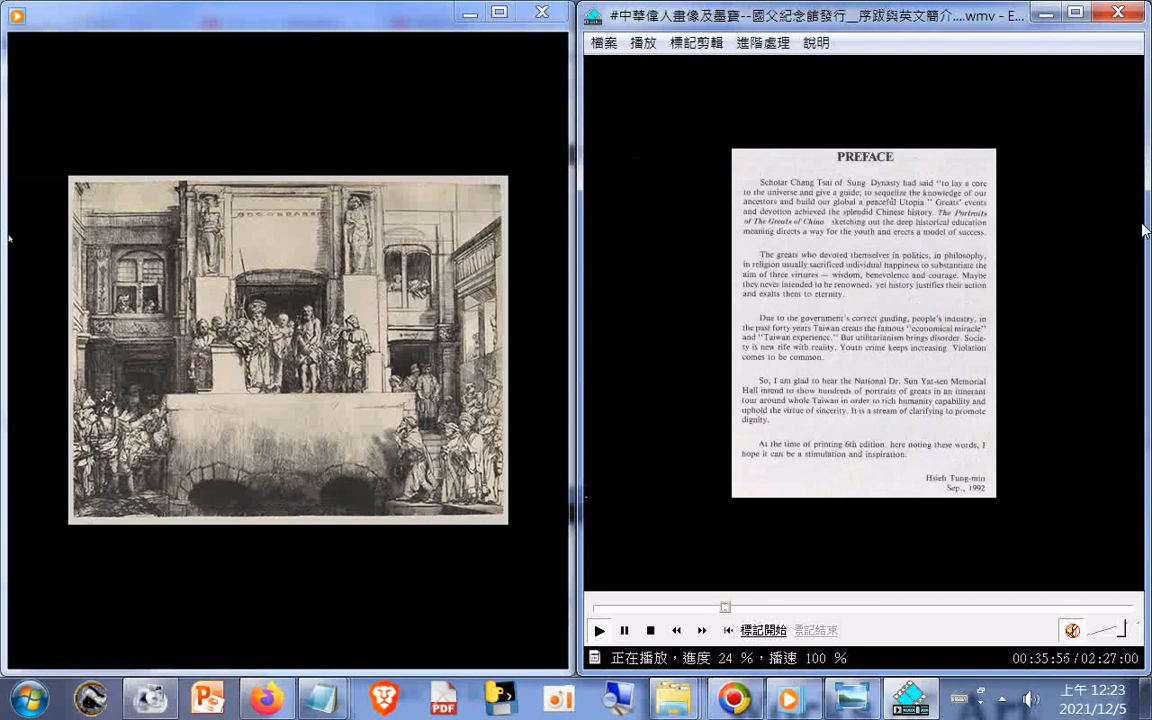 #中華偉人畫像及墨寶--國父紀念館發行__序跋與英文簡介....wmv - E...
檔案 播放 標記剪輯 進階處理 說明
PREFACE
Scholar Chang Tsai of Sung Dynasty had said "to lay a core
to the universe and give a guide; to sequelize the knowledge of our
ancestors and build our global a peaceful Utopia." Greats' events
and devotion achieved the splendid Chinese history. The Portraits
of The Greats of China sketching out the deep historical education
meaning directs a way for the youth and erects a model of success.
The greats who devoted themselves in politics, in philosophy,
in religion usually sacrificed individual happiness to substantiate the
aim of three virtures — wisdom, benevolence and courage. Maybe
they never intended to be renowned, yet history justifies their action
and exalts them to eternity.
Due to the government's correct guiding, people's industry, in
the past forty years Taiwan creats the famous "economical miracle"
and "Taiwan experience." But utilitarianism brings disorder. Socie-
ty is new rife with reality. Youth crime keeps increasing. Violation
comes to be common.
So, I am glad to hear the National Dr. Sun Yat-sen Memorial
Hall intend to show hundreds of portraits of greats in an itinerant
tour around whole Taiwan in order to rich humanity capability and
uphold the virtue of sincerity. It is a stream of clarifying to promote
dignity.
At the time of printing 6th edition, here noting these words, I
hope it can be a stimulation and inspiration.
Hsieh Tung-min
Sep., 1992
標記開始 標記結束
正在播放，進度 24 %，播速 100 %
00:35:56 / 02:27:00
PDF
上午 12:23
2021/12/5